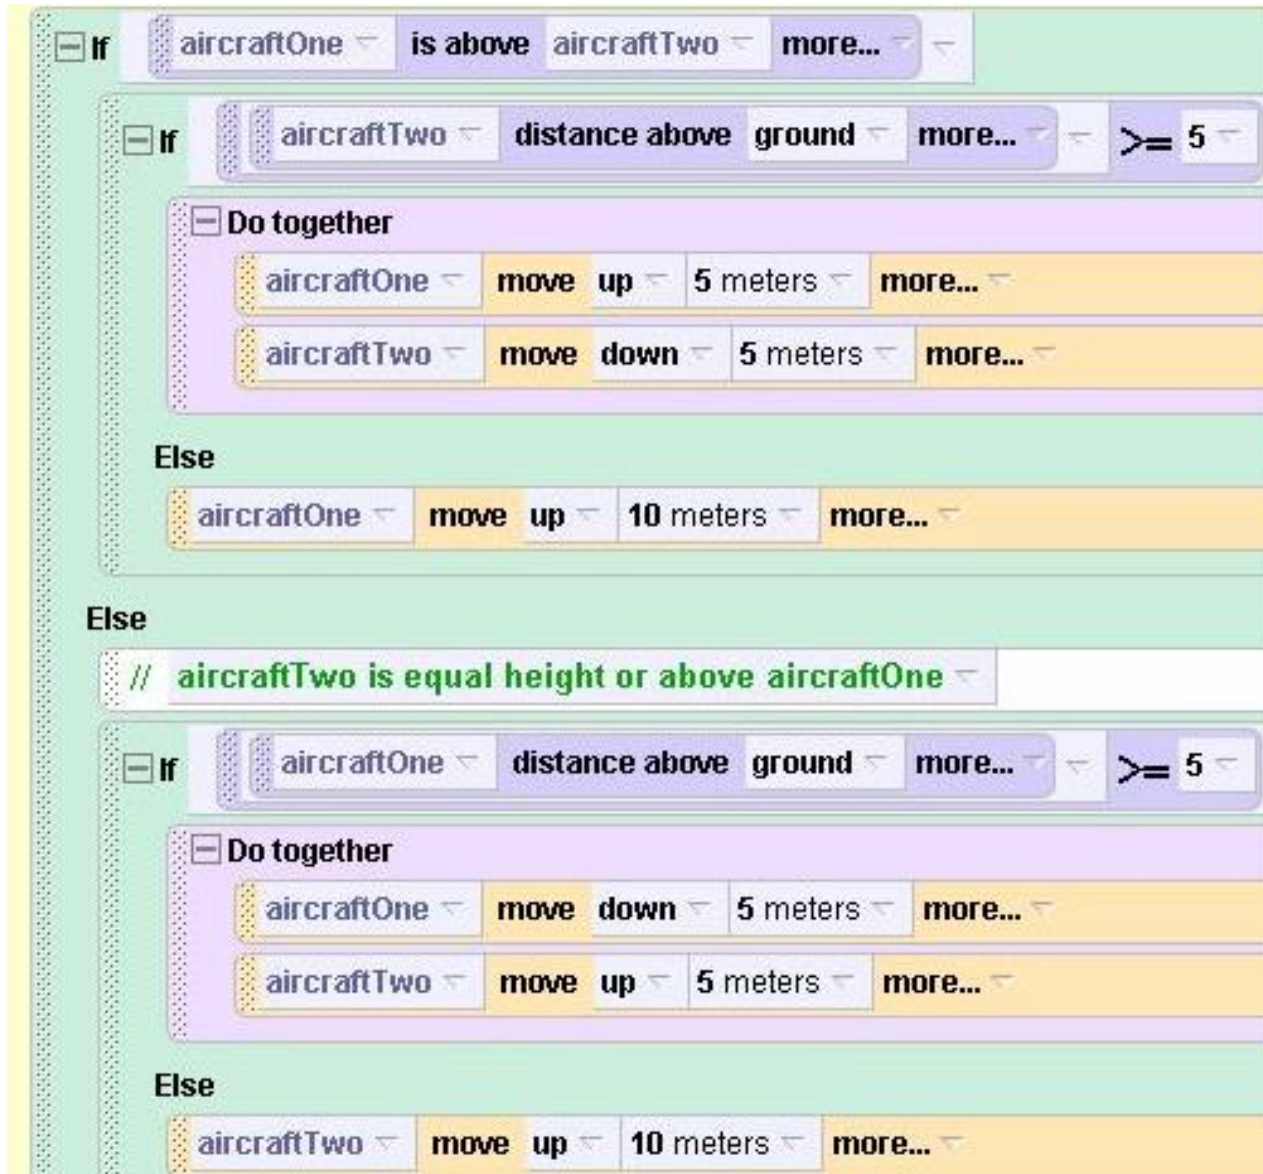 If aircraftOne is above aircraftTwo more...
If aircraftTwo distance above ground more... >= 5
Do together
aircraftOne move up 5 meters more...
aircraftTwo move down 5 meters more...
Else
aircraftOne move up 10 meters more...
Else
// aircraftTwo is equal height or above aircraftOne
If aircraftOne distance above ground more... >= 5
Do together
aircraftOne move down 5 meters more...
aircraftTwo move up 5 meters more...
Else
aircraftTwo move up 10 meters more...